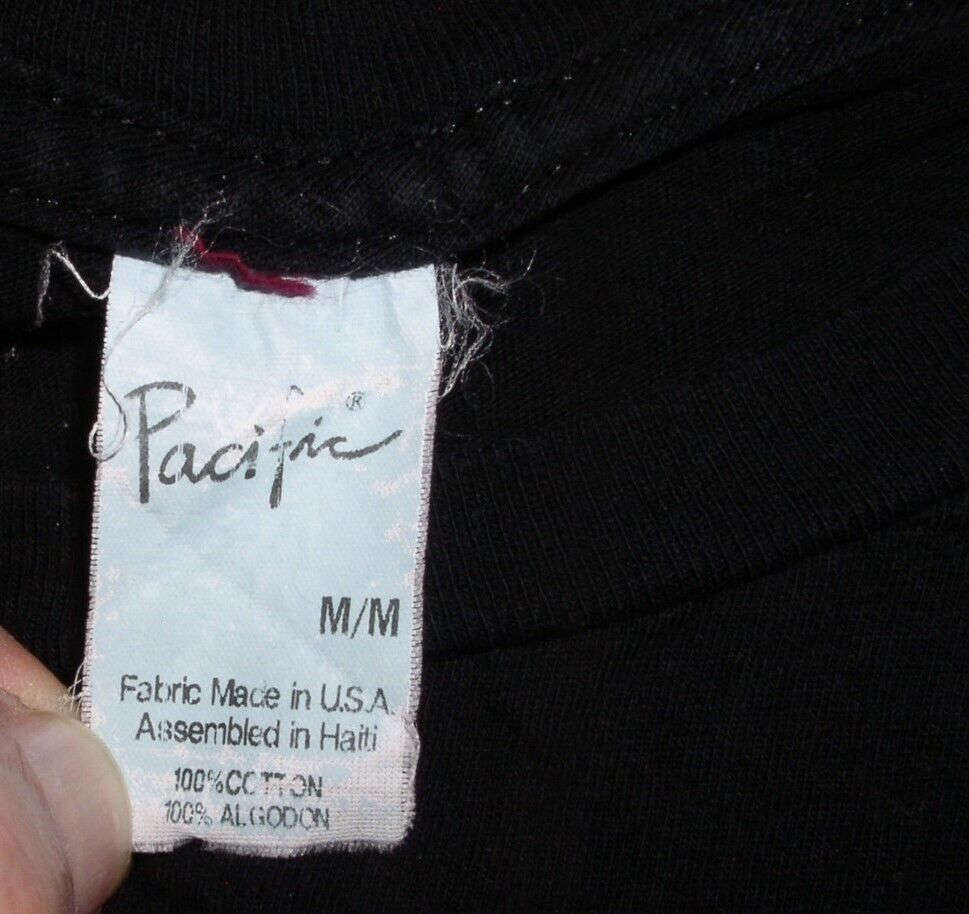 Pacific®
M/M
Fabric Made in U.S.A.
Assembled in Haiti
100% COTTON
100% ALGODON